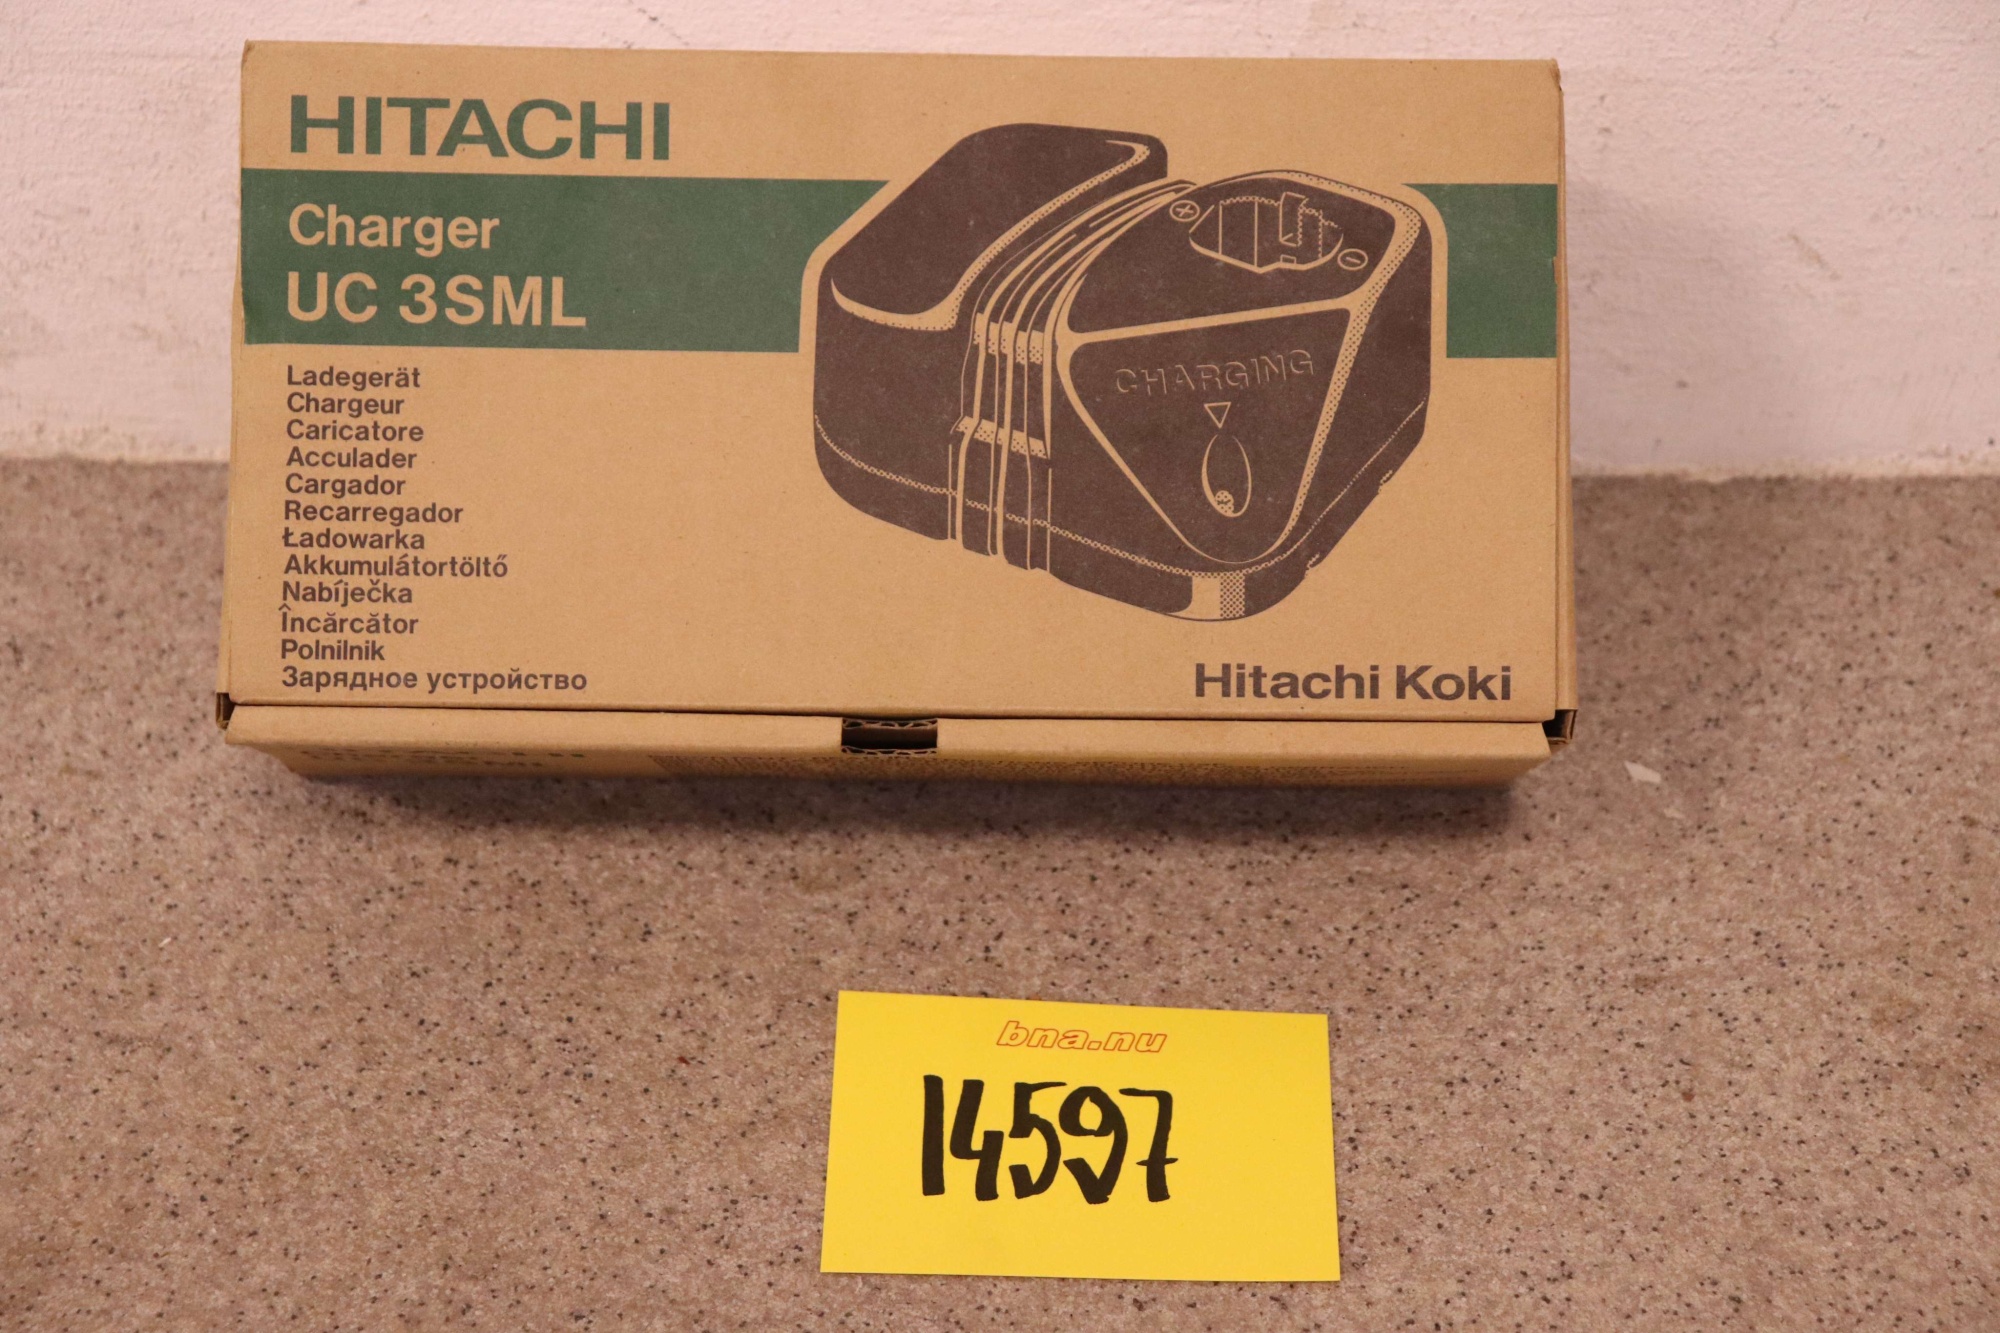 HITACHI
Charger
UC 3SML
Ladegerät
Chargeur
Caricatore
Acculader
Cargador
Recarregador
Ładowarka
Akkumulátortöltő
Nabíječka
Încărcător
Polnilnik
Зарядное устройство
CHARGING
Hitachi Koki
bna.nu
14597